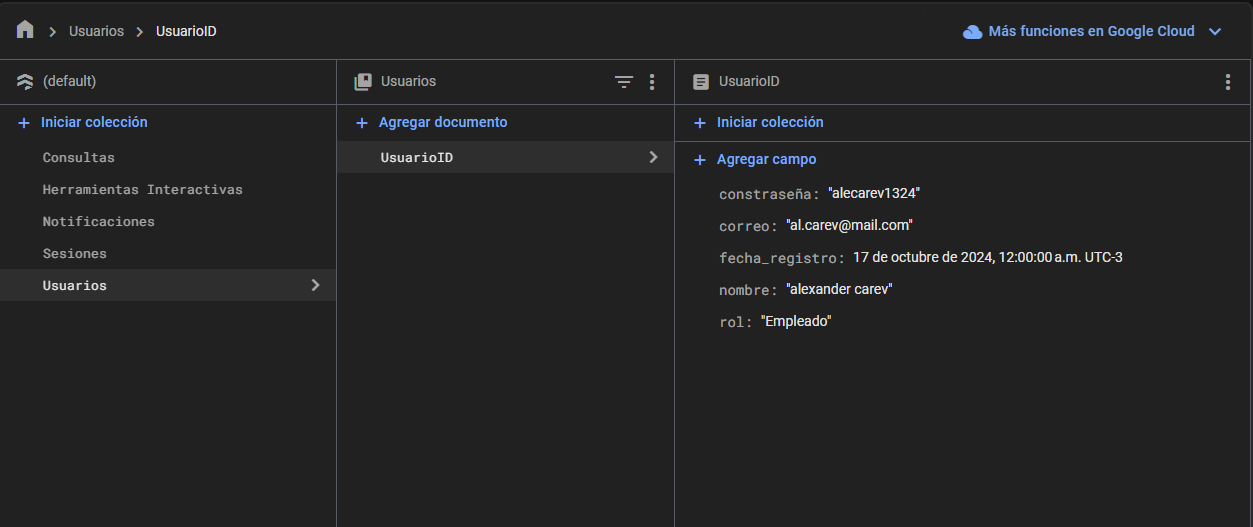 Usuarios UsuarioID Más funciones en Google Cloud
(default)
Iniciar colección
Consultas
Herramientas Interactivas
Notificaciones
Sesiones
Usuarios
Usuarios
Agregar documento
UsuarioID
UsuarioID
Iniciar colección
Agregar campo
constraseña: "alecarev1324"
correo: "al.carev@mail.com"
fecha_registro: 17 de octubre de 2024, 12:00:00 a.m. UTC-3
nombre: "alexander carev"
rol: "Empleado"